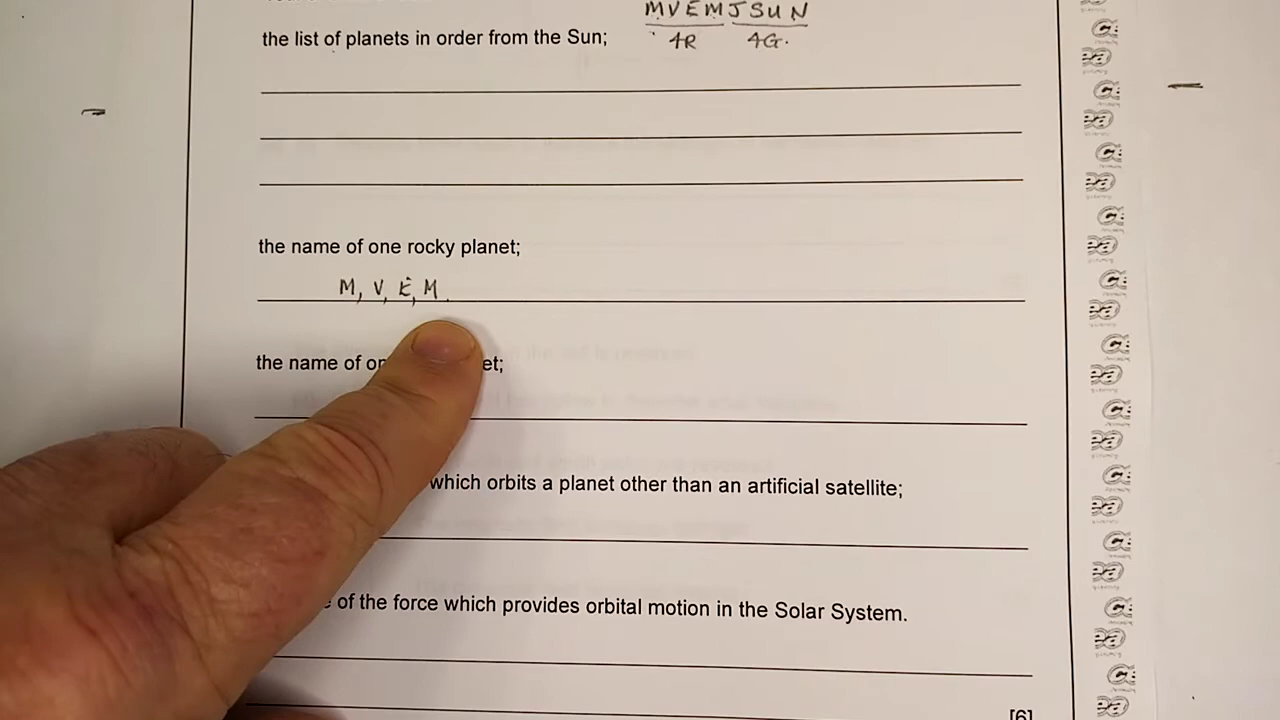 MVEMJSUN
the list of planets in order from the Sun;
4R 4G.
the name of one rocky planet;
M, V, E, M.
the name of
et;
which orbits a planet other than an artificial satellite;
of the force which provides orbital motion in the Solar System.
[6]